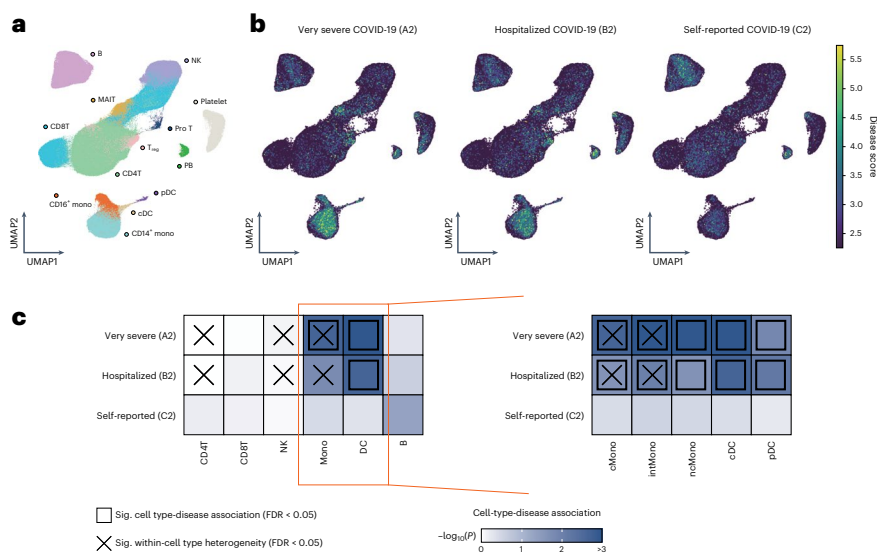 a
B
NK
MAIT
Platelet
CD8T
Pro T
Treg
PB
CD4T
pDC
CD16+ mono
cDC
CD14+ mono
UMAP2
UMAP1
b
Very severe COVID-19 (A2)
Hospitalized COVID-19 (B2)
Self-reported COVID-19 (C2)
UMAP2
UMAP1
UMAP2
UMAP1
UMAP2
UMAP1
5.5
5.0
4.5
4.0
3.5
3.0
2.5
Disease score
c
Very severe (A2)
Hospitalized (B2)
Self-reported (C2)
CD4T
CD8T
NK
Mono
DC
B
Very severe (A2)
Hospitalized (B2)
Self-reported (C2)
cMono
intMono
ncMono
cDC
pDC
Sig. cell type-disease association (FDR < 0.05)
Sig. within-cell type heterogeneity (FDR < 0.05)
Cell-type-disease association
−log10(P)
0 1 2 >3